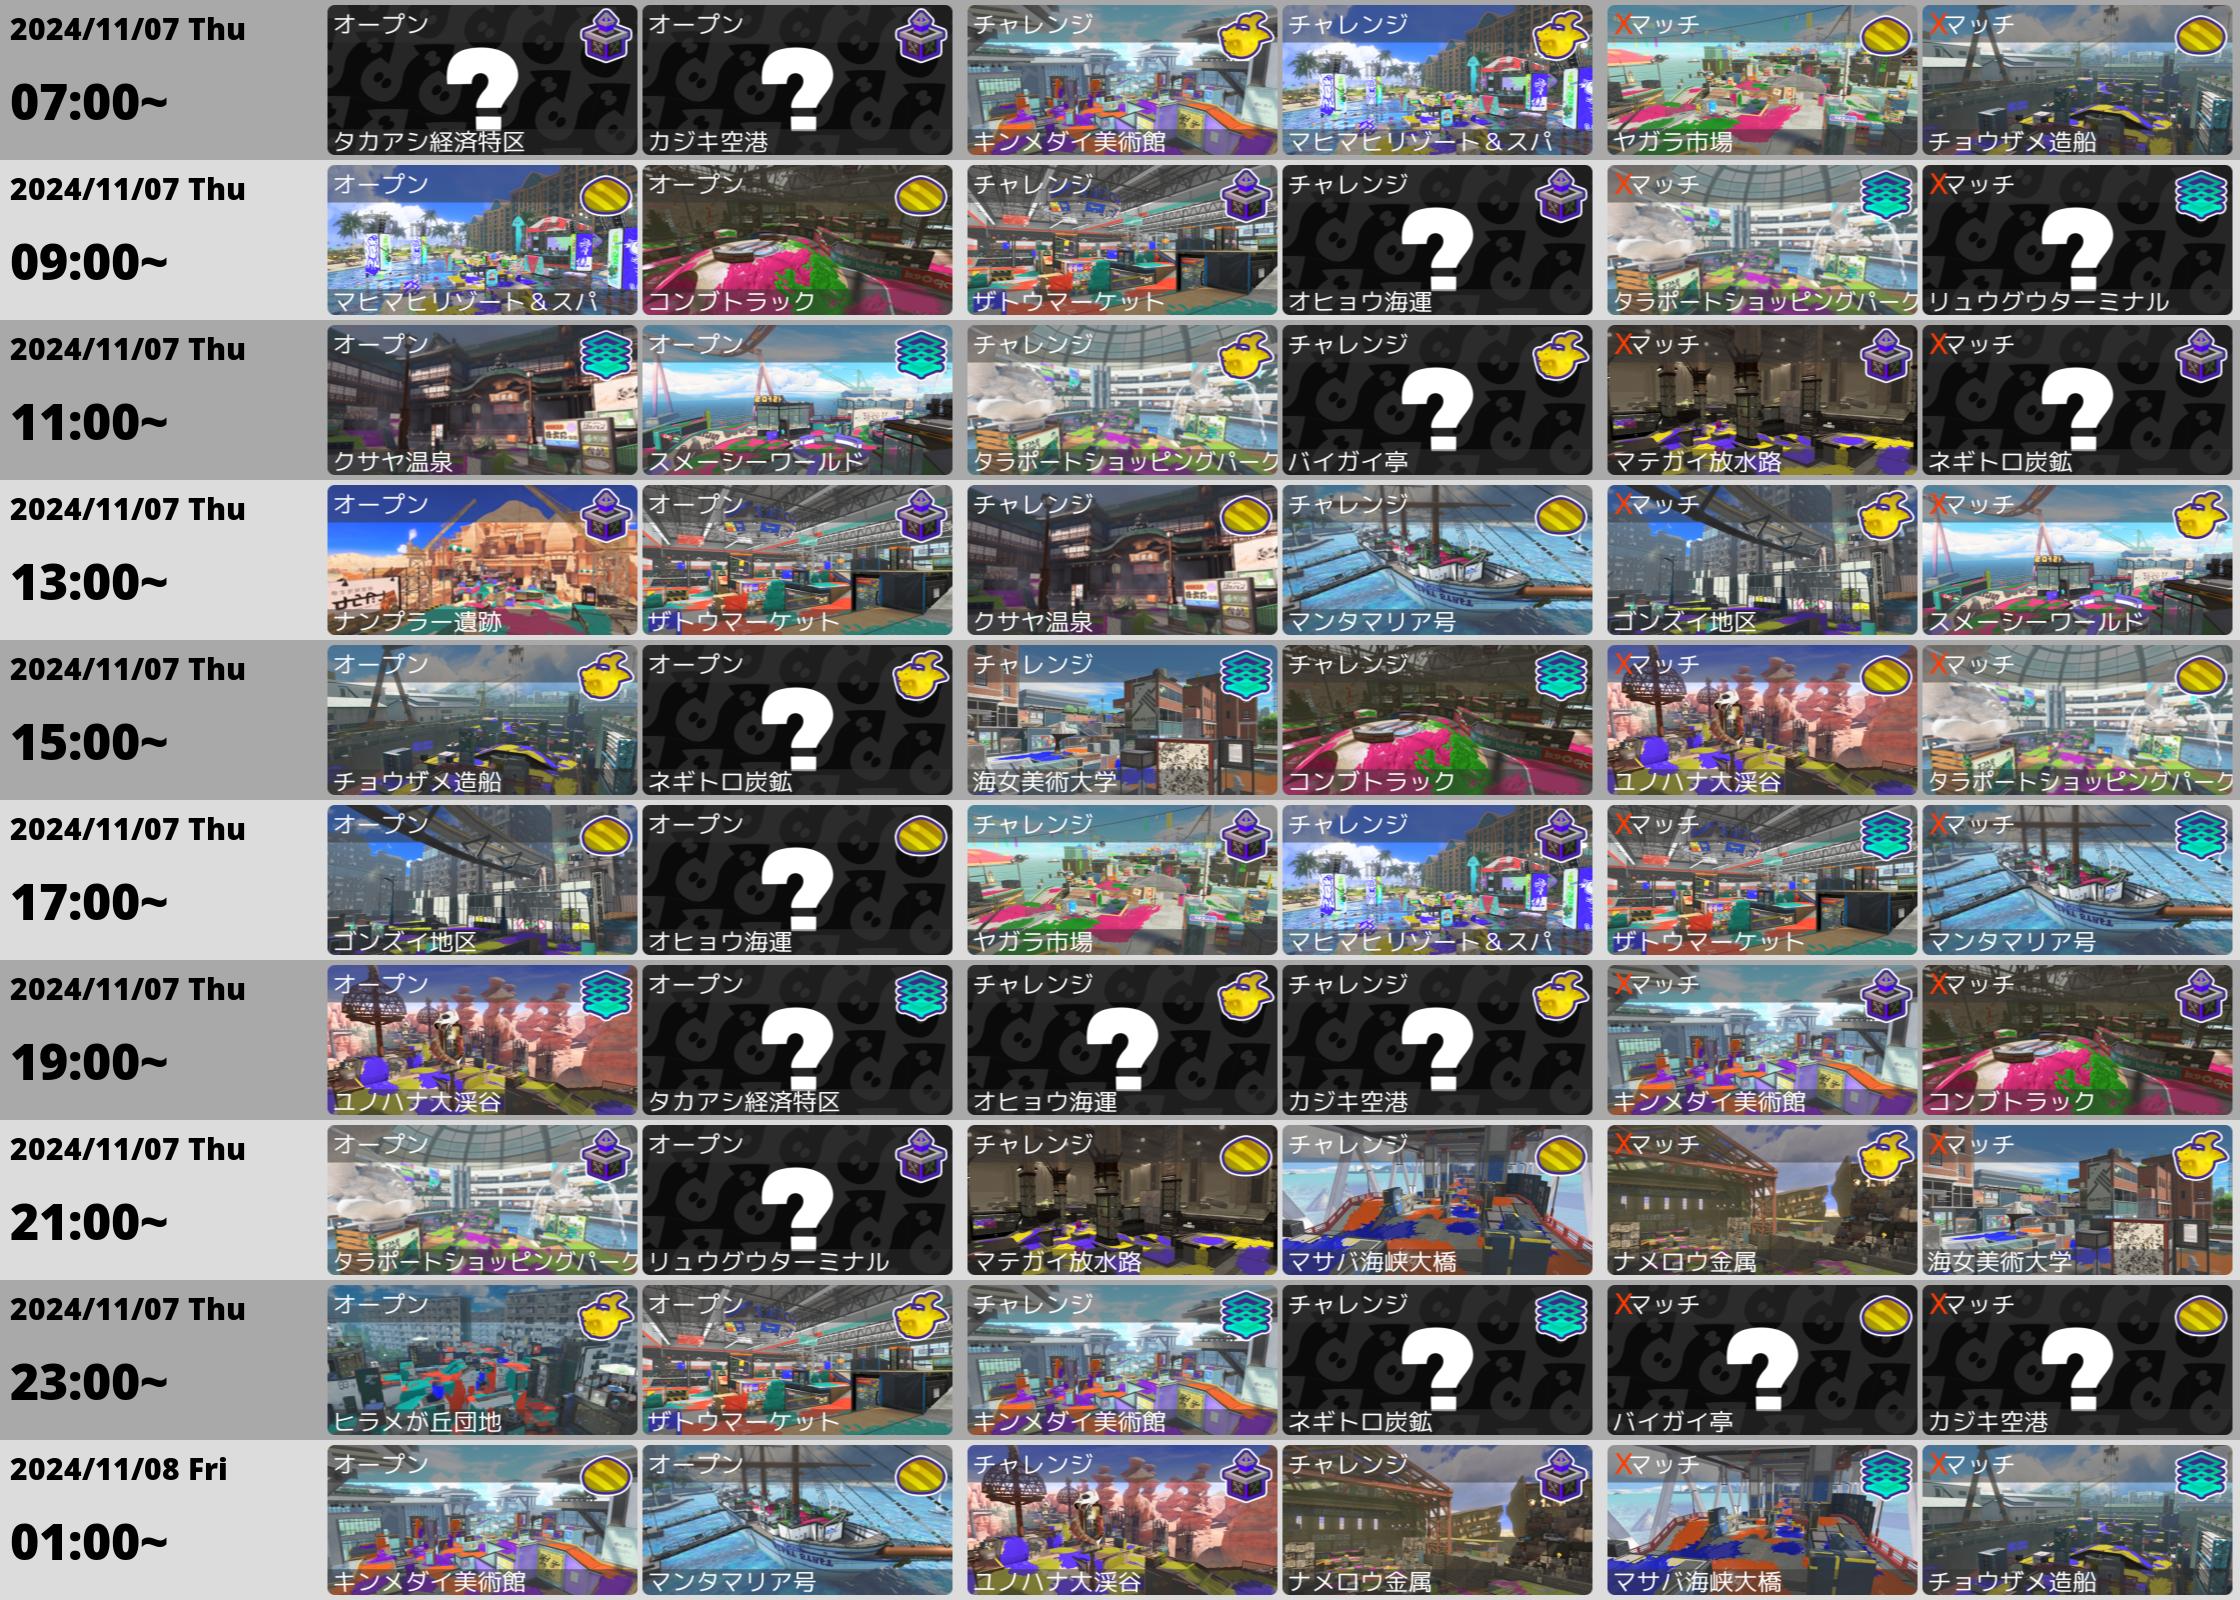 2024/11/07 Thu
07:00~
オープン
タカアシ経済特区
オープン
カジキ空港
チャレンジ
キンメダイ美術館
チャレンジ
マヒマヒリゾート＆スパ
Xマッチ
ヤガラ市場
Xマッチ
チョウザメ造船
2024/11/07 Thu
09:00~
オープン
マヒマヒリゾート＆スパ
オープン
コンブトラック
チャレンジ
ザトウマーケット
チャレンジ
オヒョウ海運
Xマッチ
タラポートショッピングパーク
Xマッチ
リュウグウターミナル
2024/11/07 Thu
11:00~
オープン
クサヤ温泉
オープン
スメーシーワールド
チャレンジ
タラポートショッピングパーク
チャレンジ
バイガイ亭
Xマッチ
マテガイ放水路
Xマッチ
ネギトロ炭鉱
2024/11/07 Thu
13:00~
オープン
ナンプラー遺跡
オープン
ザトウマーケット
チャレンジ
クサヤ温泉
チャレンジ
マンタマリア号
Xマッチ
ゴンズイ地区
Xマッチ
スメーシーワールド
2024/11/07 Thu
15:00~
オープン
チョウザメ造船
オープン
ネギトロ炭鉱
チャレンジ
海女美術大学
チャレンジ
コンブトラック
Xマッチ
ユノハナ大渓谷
Xマッチ
タラポートショッピングパーク
2024/11/07 Thu
17:00~
オープン
ゴンズイ地区
オープン
オヒョウ海運
チャレンジ
ヤガラ市場
チャレンジ
マヒマヒリゾート＆スパ
Xマッチ
ザトウマーケット
Xマッチ
マンタマリア号
2024/11/07 Thu
19:00~
オープン
ユノハナ大渓谷
オープン
タカアシ経済特区
チャレンジ
オヒョウ海運
チャレンジ
カジキ空港
Xマッチ
キンメダイ美術館
Xマッチ
コンブトラック
2024/11/07 Thu
21:00~
オープン
タラポートショッピングパーク
オープン
リュウグウターミナル
チャレンジ
マテガイ放水路
チャレンジ
マサバ海峡大橋
Xマッチ
ナメロウ金属
Xマッチ
海女美術大学
2024/11/07 Thu
23:00~
オープン
ヒラメが丘団地
オープン
ザトウマーケット
チャレンジ
キンメダイ美術館
チャレンジ
ネギトロ炭鉱
Xマッチ
バイガイ亭
Xマッチ
カジキ空港
2024/11/08 Fri
01:00~
オープン
キンメダイ美術館
オープン
マンタマリア号
チャレンジ
ユノハナ大渓谷
チャレンジ
ナメロウ金属
Xマッチ
マサバ海峡大橋
Xマッチ
チョウザメ造船